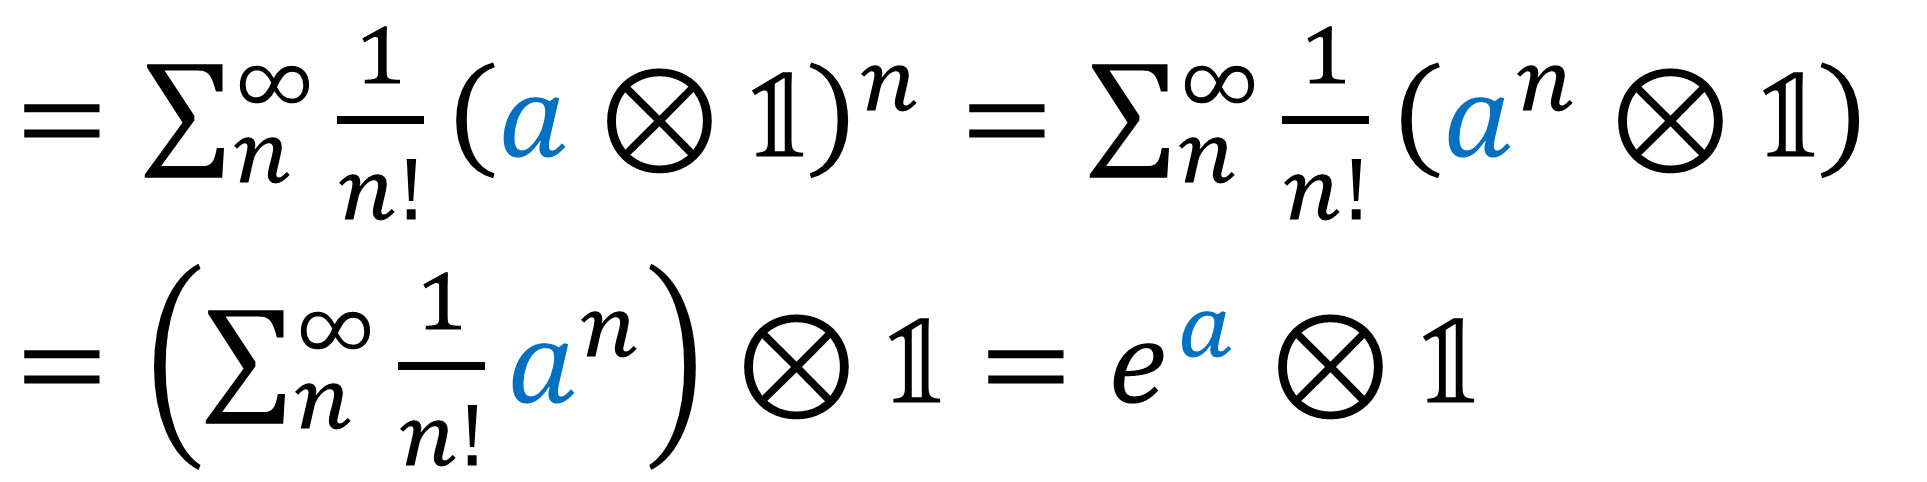 = ∑_n^∞ 1/n! (a ⊗ 𝟙)^n = ∑_n^∞ 1/n! (a^n ⊗ 𝟙)
= (∑_n^∞ 1/n! a^n) ⊗ 𝟙 = e^a ⊗ 𝟙